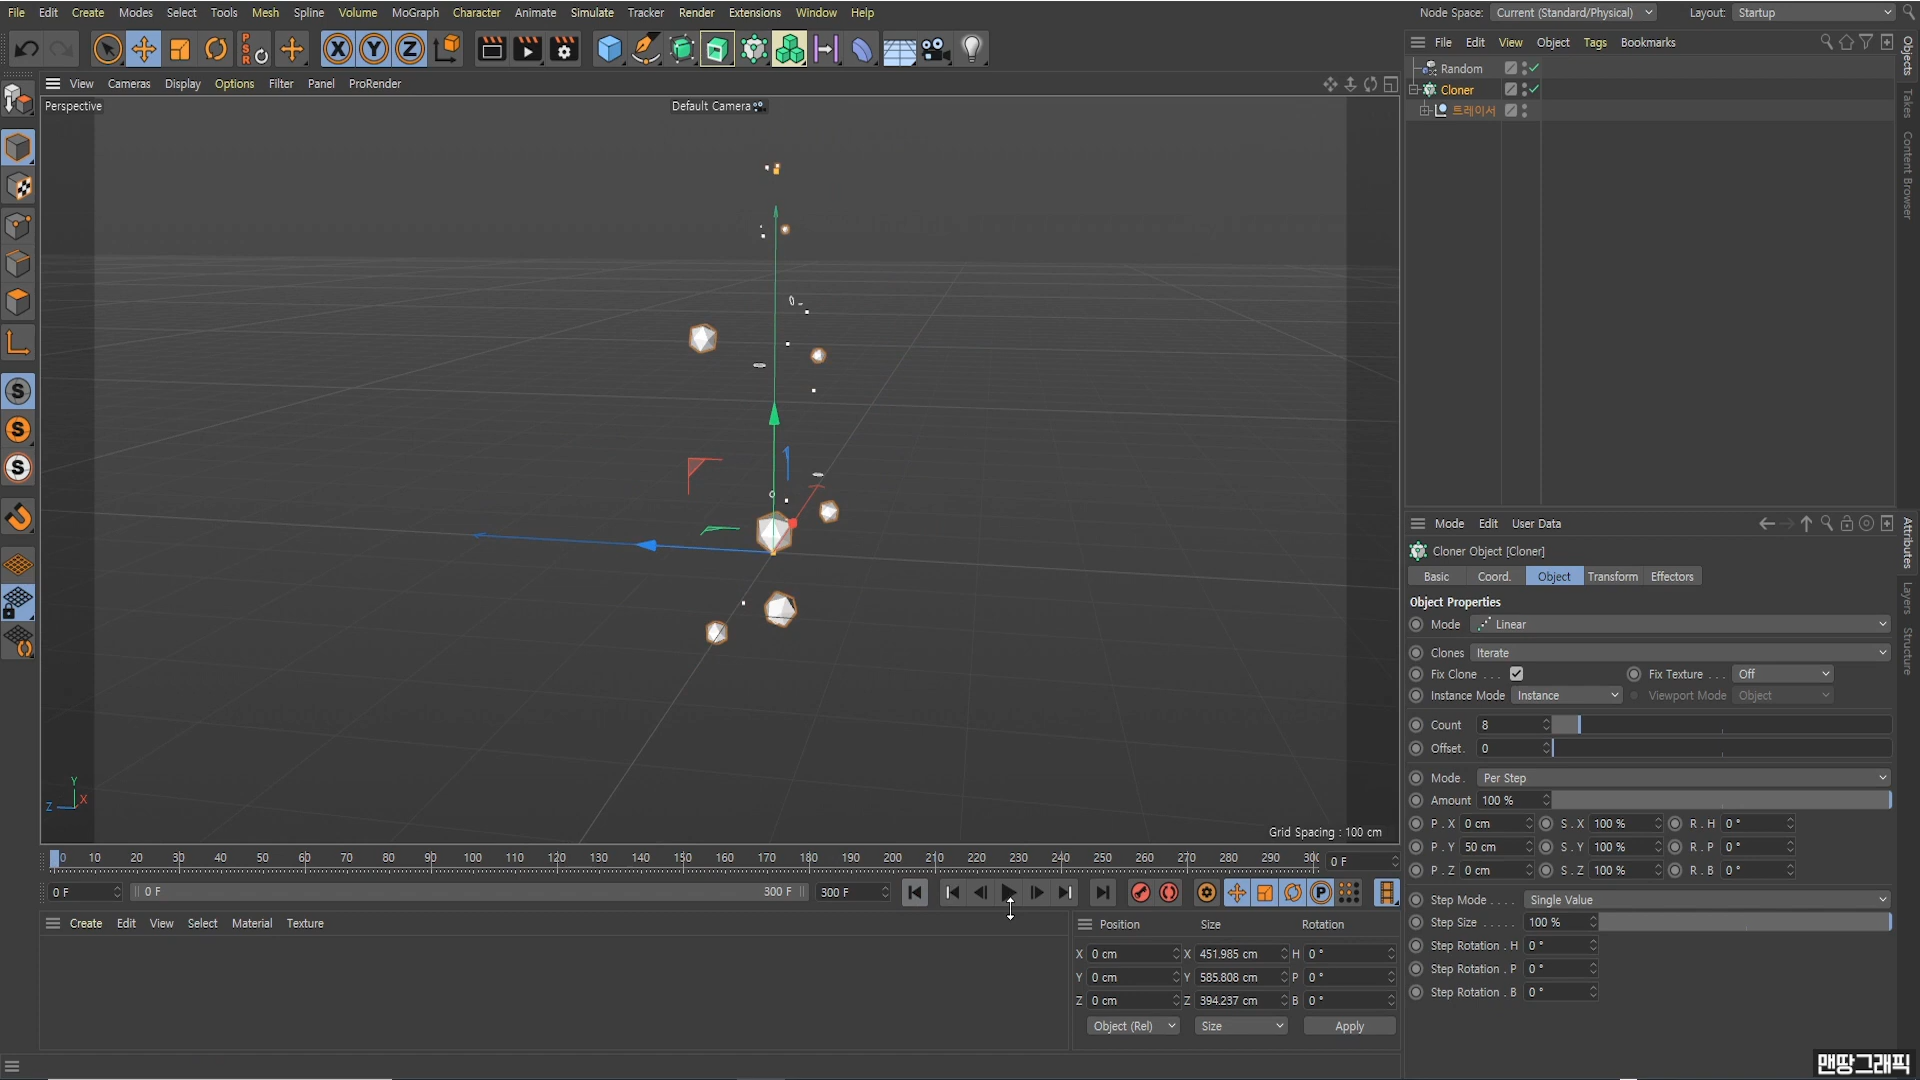 File Edit Create Modes Select Tools Mesh Spline Volume MoGraph Character Animate Simulate Tracker Render Extensions Window Help
Node Space: Current (Standard/Physical) Layout: Startup
P S R X Y Z
File Edit View Object Tags Bookmarks
View Cameras Display Options Filter Panel ProRender
Perspective
Default Camera
Random
Cloner
트레이서
Objects
Takes
Content Browser
S
S
S
Y
Z X
Grid Spacing : 100 cm
Mode Edit User Data
Cloner Object [Cloner]
Basic Coord. Object Transform Effectors
Object Properties
Mode Linear
Clones Iterate
Fix Clone . . . Fix Texture . . . Off
Instance Mode Instance Viewport Mode Object
Count 8
Offset. 0
Mode . Per Step
Amount 100 %
P . X 0 cm S . X 100 % R . H 0 °
P . Y 50 cm S . Y 100 % R . P 0 °
P . Z 0 cm S . Z 100 % R . B 0 °
Step Mode . . . . Single Value
Step Size . . . . . 100 %
Step Rotation . H 0 °
Step Rotation . P 0 °
Step Rotation . B 0 °
Attributes
Layers
Structure
0 10 20 30 40 50 60 70 80 90 100 110 120 130 140 150 160 170 180 190 200 210 220 230 240 250 260 270 280 290 0 F
0 F 0 F 300 F 300 F P
Create Edit View Select Material Texture
Position Size Rotation
X 0 cm X 451.985 cm H 0 °
Y 0 cm Y 585.808 cm P 0 °
Z 0 cm Z 394.237 cm B 0 °
Object (Rel) Size Apply
맨땅그래픽